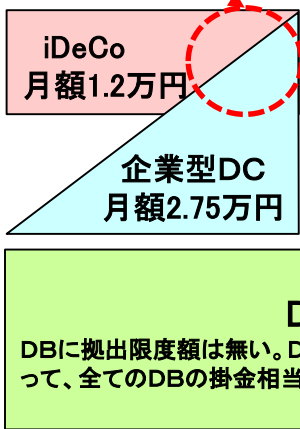 iDeCo
月額1.2万円
企業型DC
月額2.75万円
D
DBに拠出限度額は無い。D
って、全てのDBの掛金相当